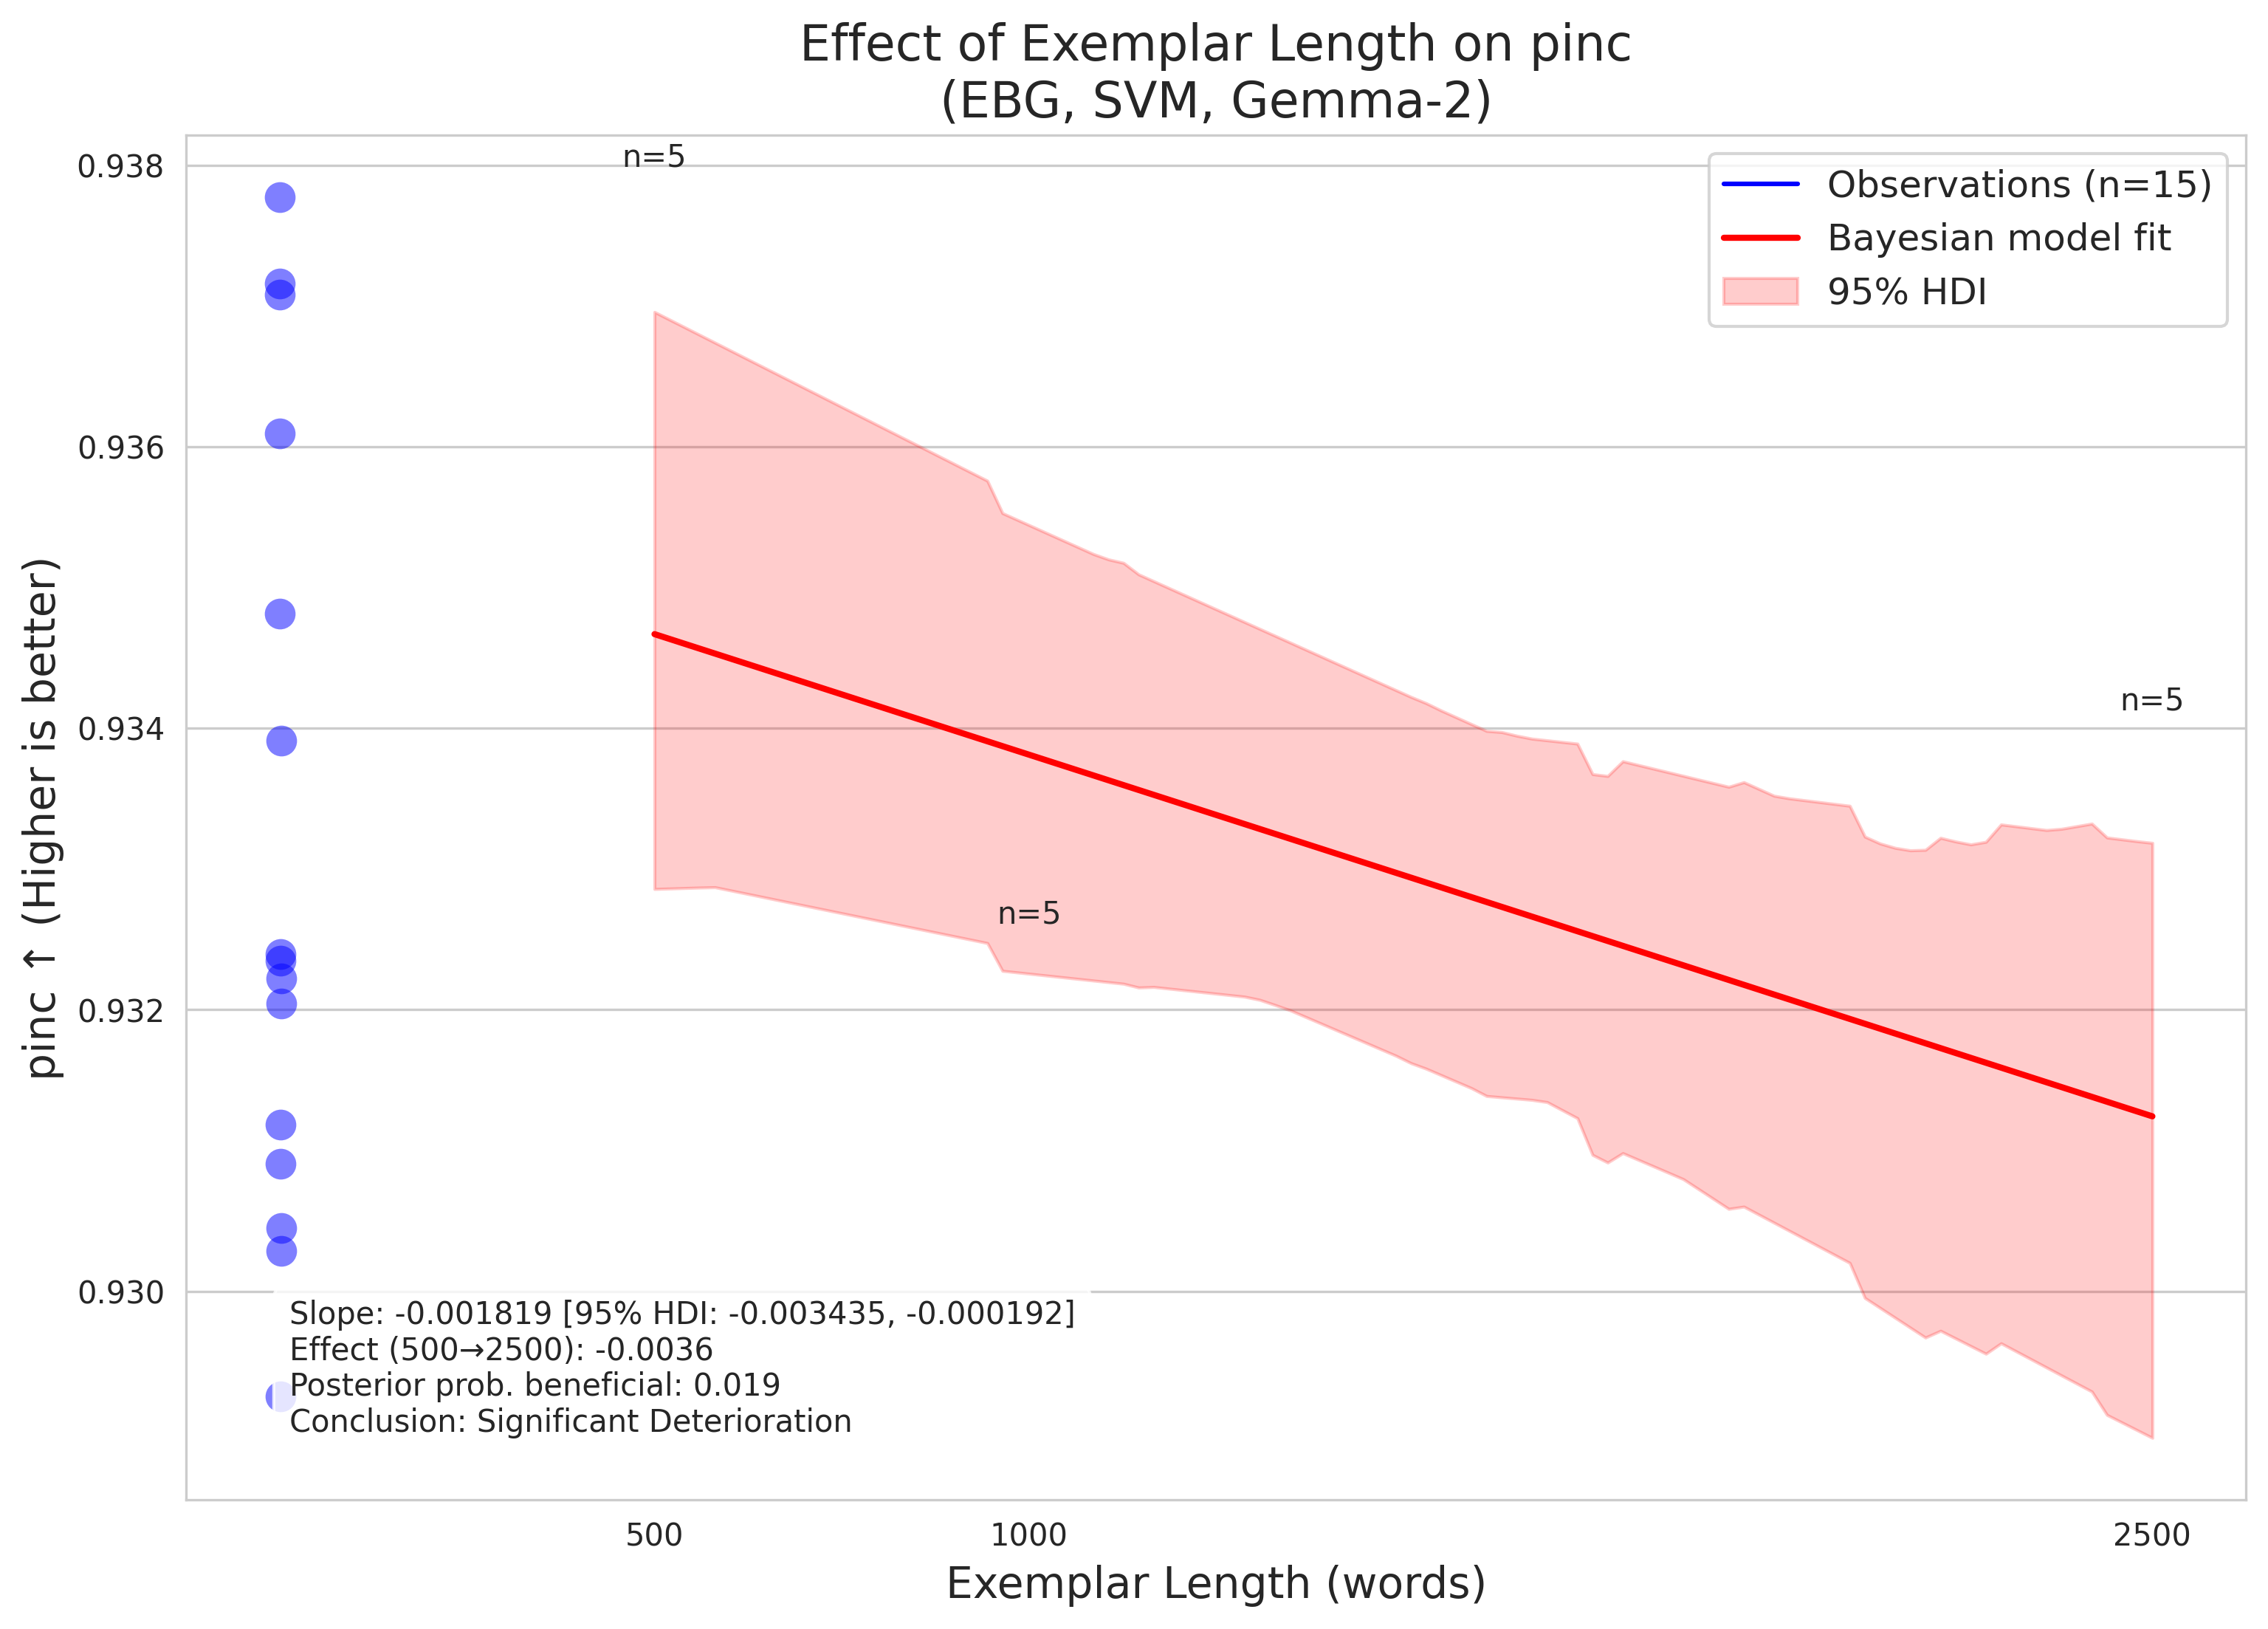 Effect of Exemplar Length on pinc
(EBG, SVM, Gemma-2)
0.938
0.936
0.934
0.932
0.930
pinc ↑ (Higher is better)
n=5
n=5
n=5
Observations (n=15)
Bayesian model fit
95% HDI
Slope: -0.001819 [95% HDI: -0.003435, -0.000192]
Effect (500→2500): -0.0036
Posterior prob. beneficial: 0.019
Conclusion: Significant Deterioration
500
1000
2500
Exemplar Length (words)